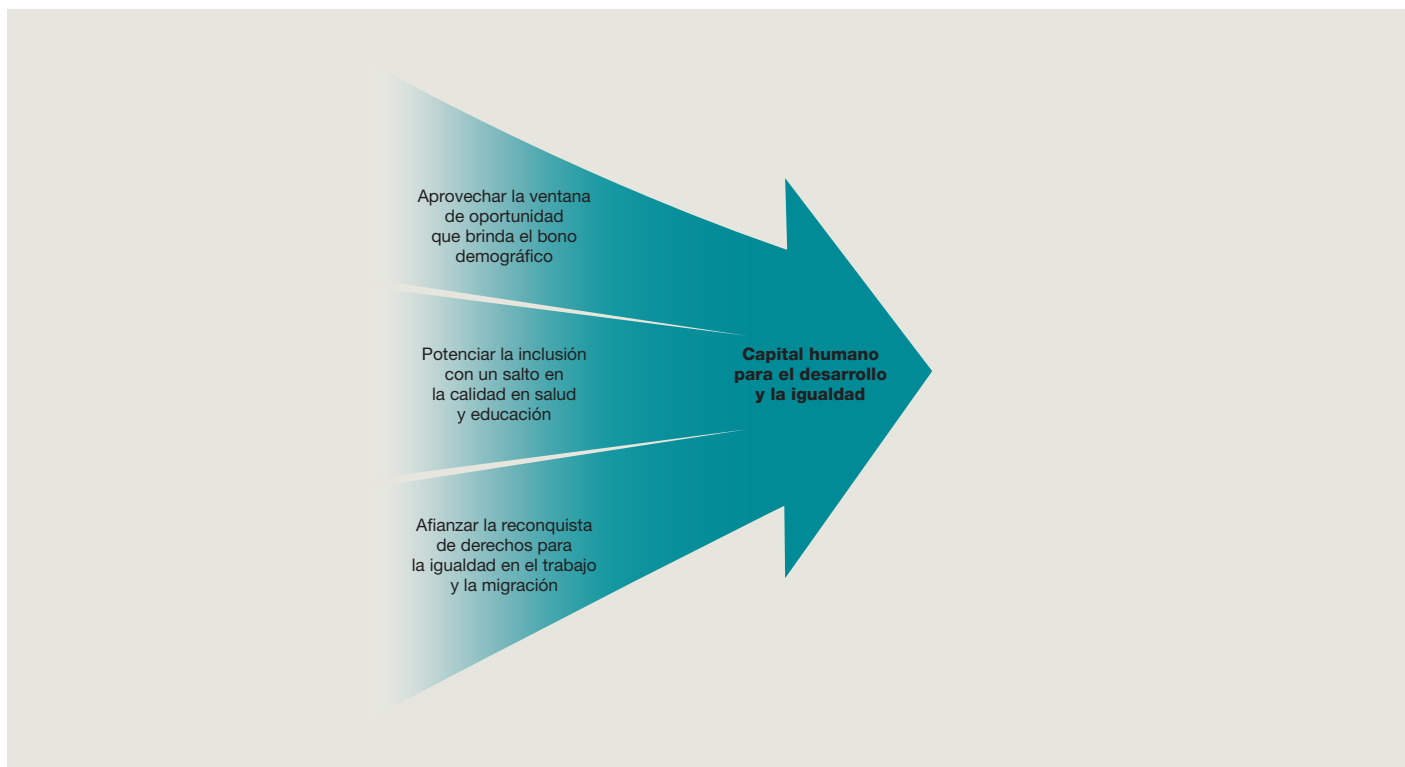 Aprovechar la ventana
de oportunidad
que brinda el bono
demográfico
Potenciar la inclusión
con un salto en
la calidad en salud
y educación
Capital humano
para el desarrollo
y la igualdad
Afianzar la reconquista
de derechos para
la igualdad en el trabajo
y la migración